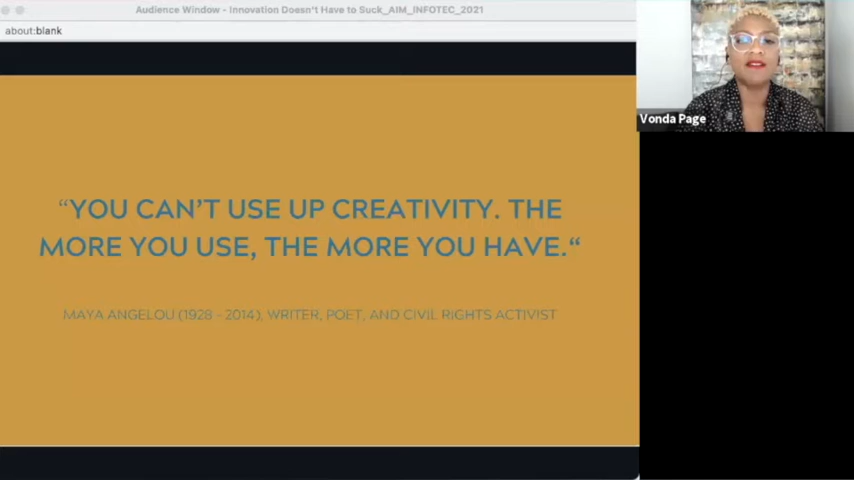 Audience Window - Innovation Doesn't Have to Suck_AIM_INFOTEC_2021
about:blank
“YOU CAN’T USE UP CREATIVITY. THE
MORE YOU USE, THE MORE YOU HAVE.“
MAYA ANGELOU (1928 - 2014), WRITER, POET, AND CIVIL RIGHTS ACTIVIST
Vonda Page